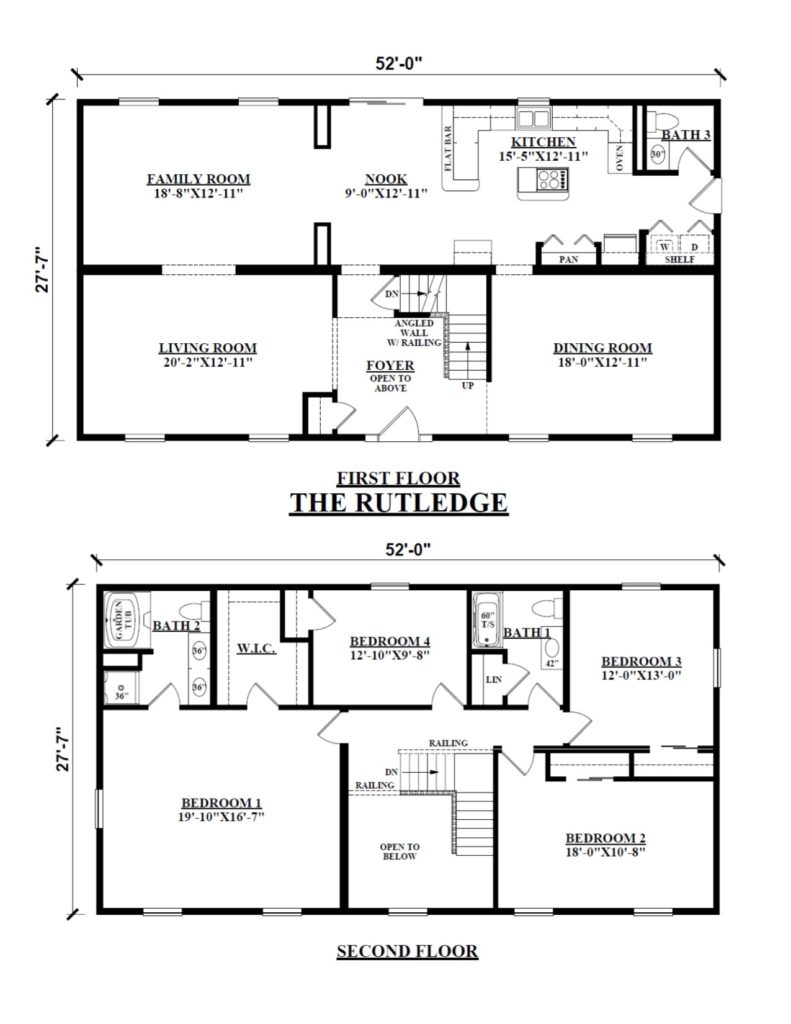 52'-0"
27'-7"
FAMILY ROOM
18'-8"X12'-11"
NOOK
9'-0"X12'-11"
FLAT BAR
KITCHEN
15'-5"X12'-11"
OVEN
BATH 3
30"
PAN
W D
SHELF
DN
ANGLED
WALL
W/ RAILING
LIVING ROOM
20'-2"X12'-11"
FOYER
OPEN TO
ABOVE
UP
DINING ROOM
18'-0"X12'-11"
FIRST FLOOR
THE RUTLEDGE
52'-0"
27'-7"
GARDEN
TUB
BATH 2
36"
36"
36"
W.I.C.
BEDROOM 4
12'-10"X9'-8"
60"
T/S
BATH 1
42"
LIN
BEDROOM 3
12'-0"X13'-0"
RAILING
DN
RAILING
BEDROOM 1
19'-10"X16'-7"
OPEN TO
BELOW
BEDROOM 2
18'-0"X10'-8"
SECOND FLOOR